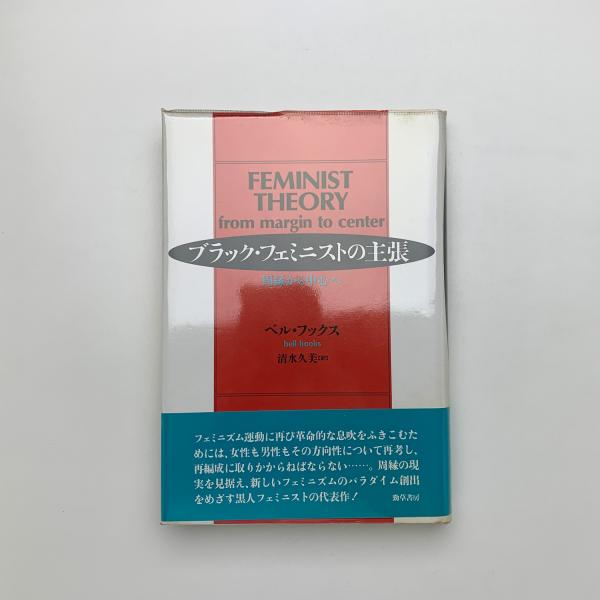 FEMINIST
THEORY
from margin to center
ブラック・フェミニストの主張
周縁から中心へ
ベル・フックス
bell hooks
清水久美[訳]
フェミニズム運動に再び革命的な息吹をふきこむた
めには、女性も男性もその方向性について再考し、
再編成に取りかからねばならない……。周縁の現
実を見据え、新しいフェミニズムのパラダイム創出
をめざす黒人フェミニストの代表作！
勁草書房